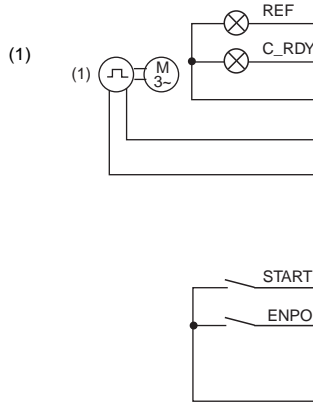 REF
(1)
C_RDY
(1)
M
3~
START
ENPO